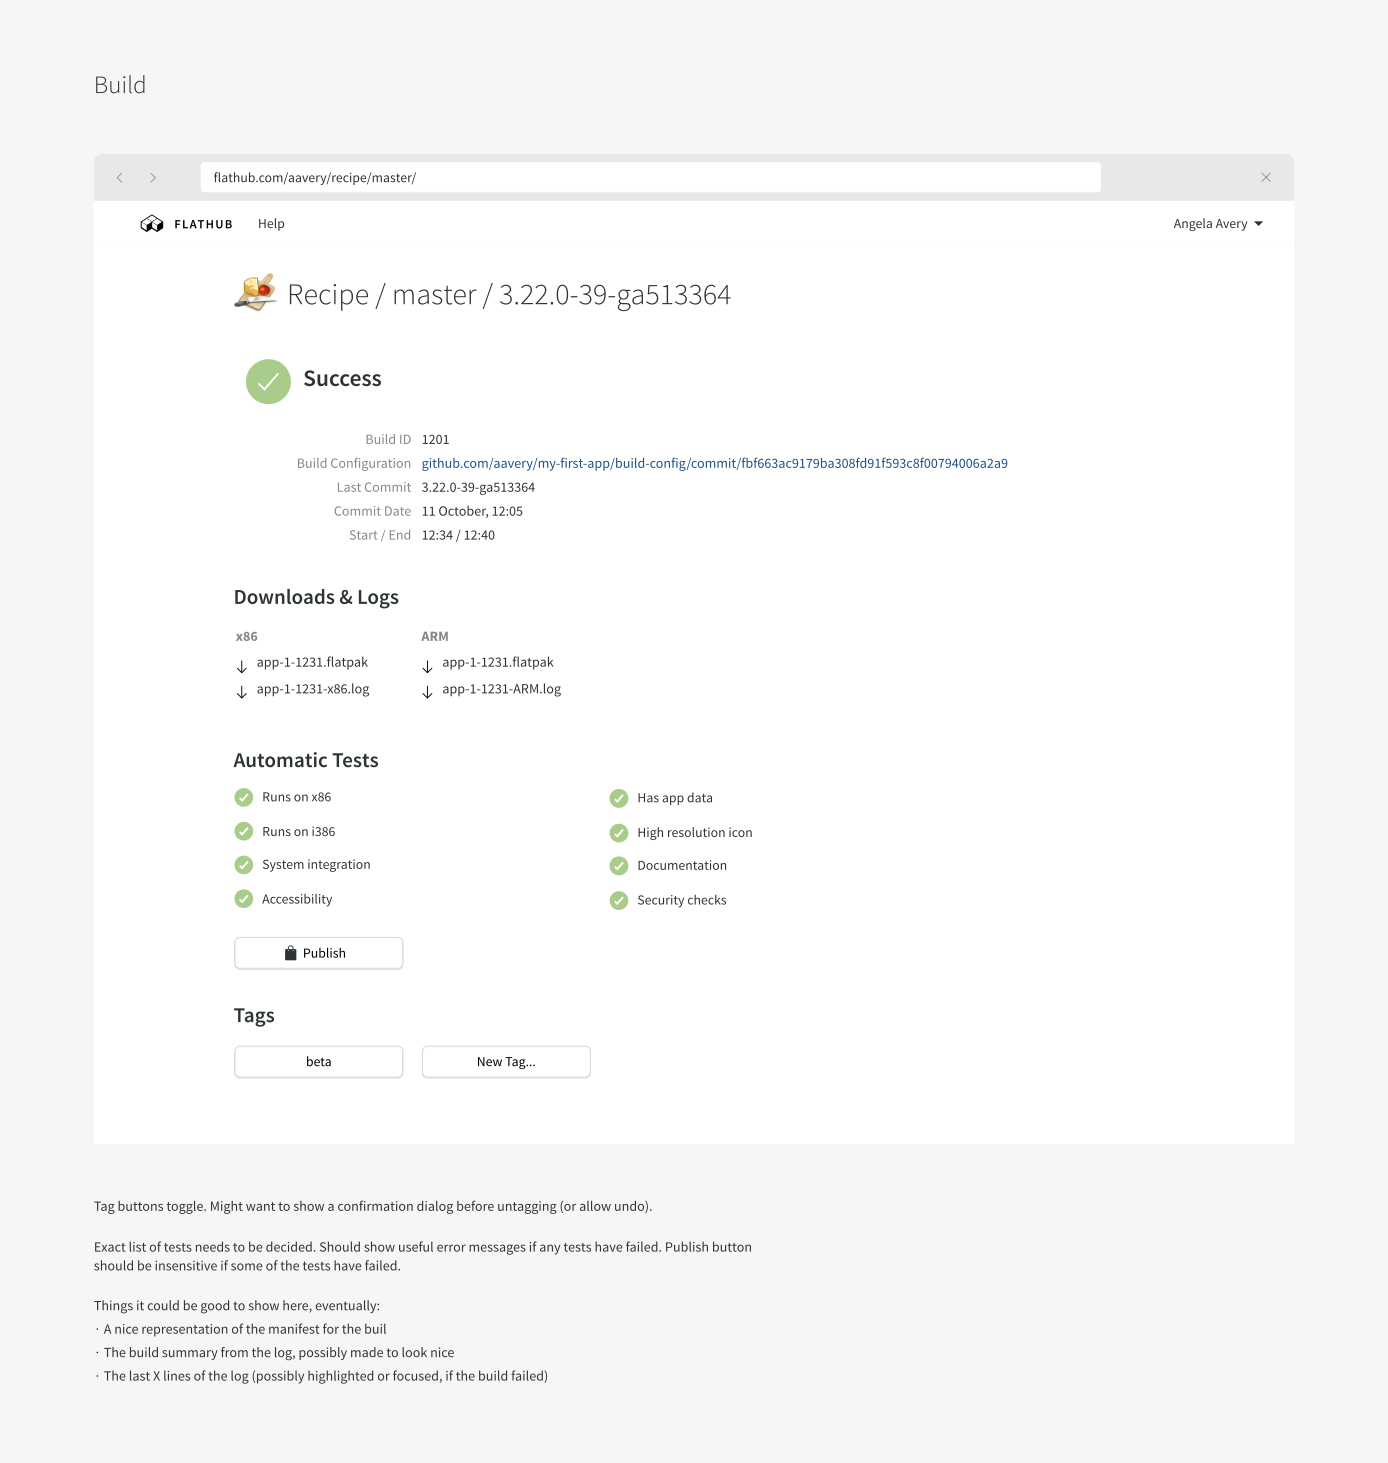 Build
flathub.com/aavery/recipe/master/
FLATHUB Help Angela Avery
Recipe / master / 3.22.0-39-ga513364
Success
Build ID 1201
Build Configuration github.com/aavery/my-first-app/build-config/commit/fbf663ac9179ba308fd91f593c8f00794006a2a9
Last Commit 3.22.0-39-ga513364
Commit Date 11 October, 12:05
Start / End 12:34 / 12:40
Downloads & Logs
x86 ARM
app-1-1231.flatpak app-1-1231.flatpak
app-1-1231-x86.log app-1-1231-ARM.log
Automatic Tests
Runs on x86 Has app data
Runs on i386 High resolution icon
System integration Documentation
Accessibility Security checks
Publish
Tags
beta New Tag...
Tag buttons toggle. Might want to show a confirmation dialog before untagging (or allow undo).
Exact list of tests needs to be decided. Should show useful error messages if any tests have failed. Publish button
should be insensitive if some of the tests have failed.
Things it could be good to show here, eventually:
· A nice representation of the manifest for the buil
· The build summary from the log, possibly made to look nice
· The last X lines of the log (possibly highlighted or focused, if the build failed)